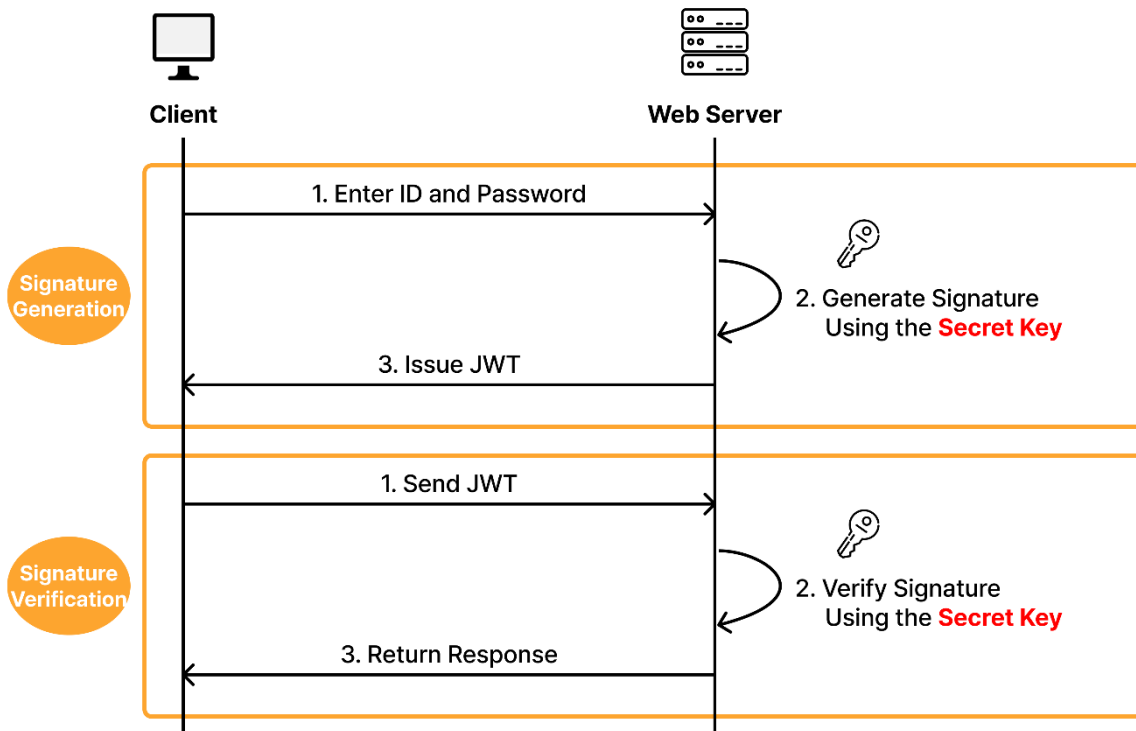 Client
Web Server
1. Enter ID and Password
Signature
Generation
2. Generate Signature
Using the Secret Key
3. Issue JWT
1. Send JWT
Signature
Verification
2. Verify Signature
Using the Secret Key
3. Return Response